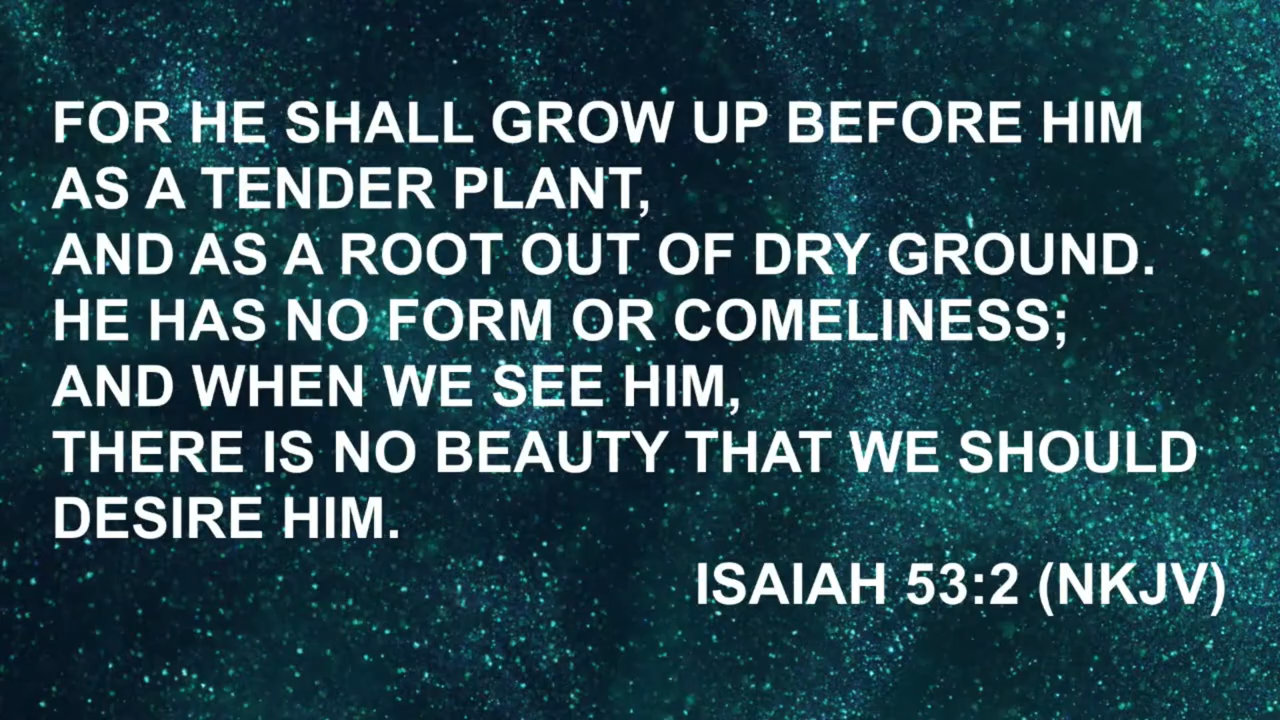 FOR HE SHALL GROW UP BEFORE HIM
AS A TENDER PLANT,
AND AS A ROOT OUT OF DRY GROUND.
HE HAS NO FORM OR COMELINESS;
AND WHEN WE SEE HIM,
THERE IS NO BEAUTY THAT WE SHOULD
DESIRE HIM.
ISAIAH 53:2 (NKJV)